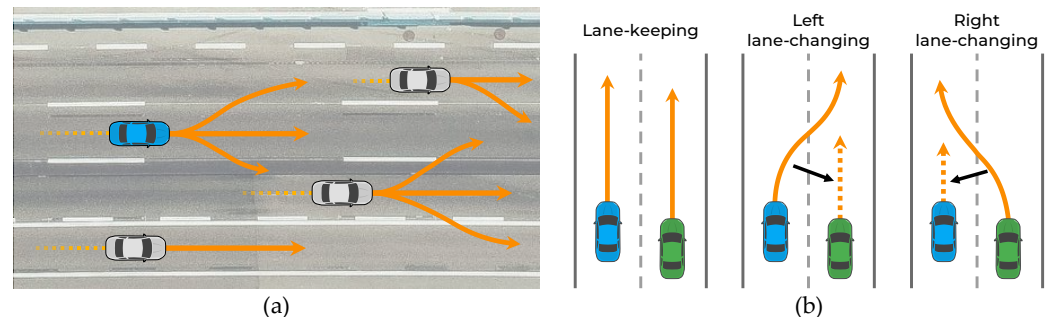 Lane-keeping
Left
lane-changing
Right
lane-changing
(a)
(b)